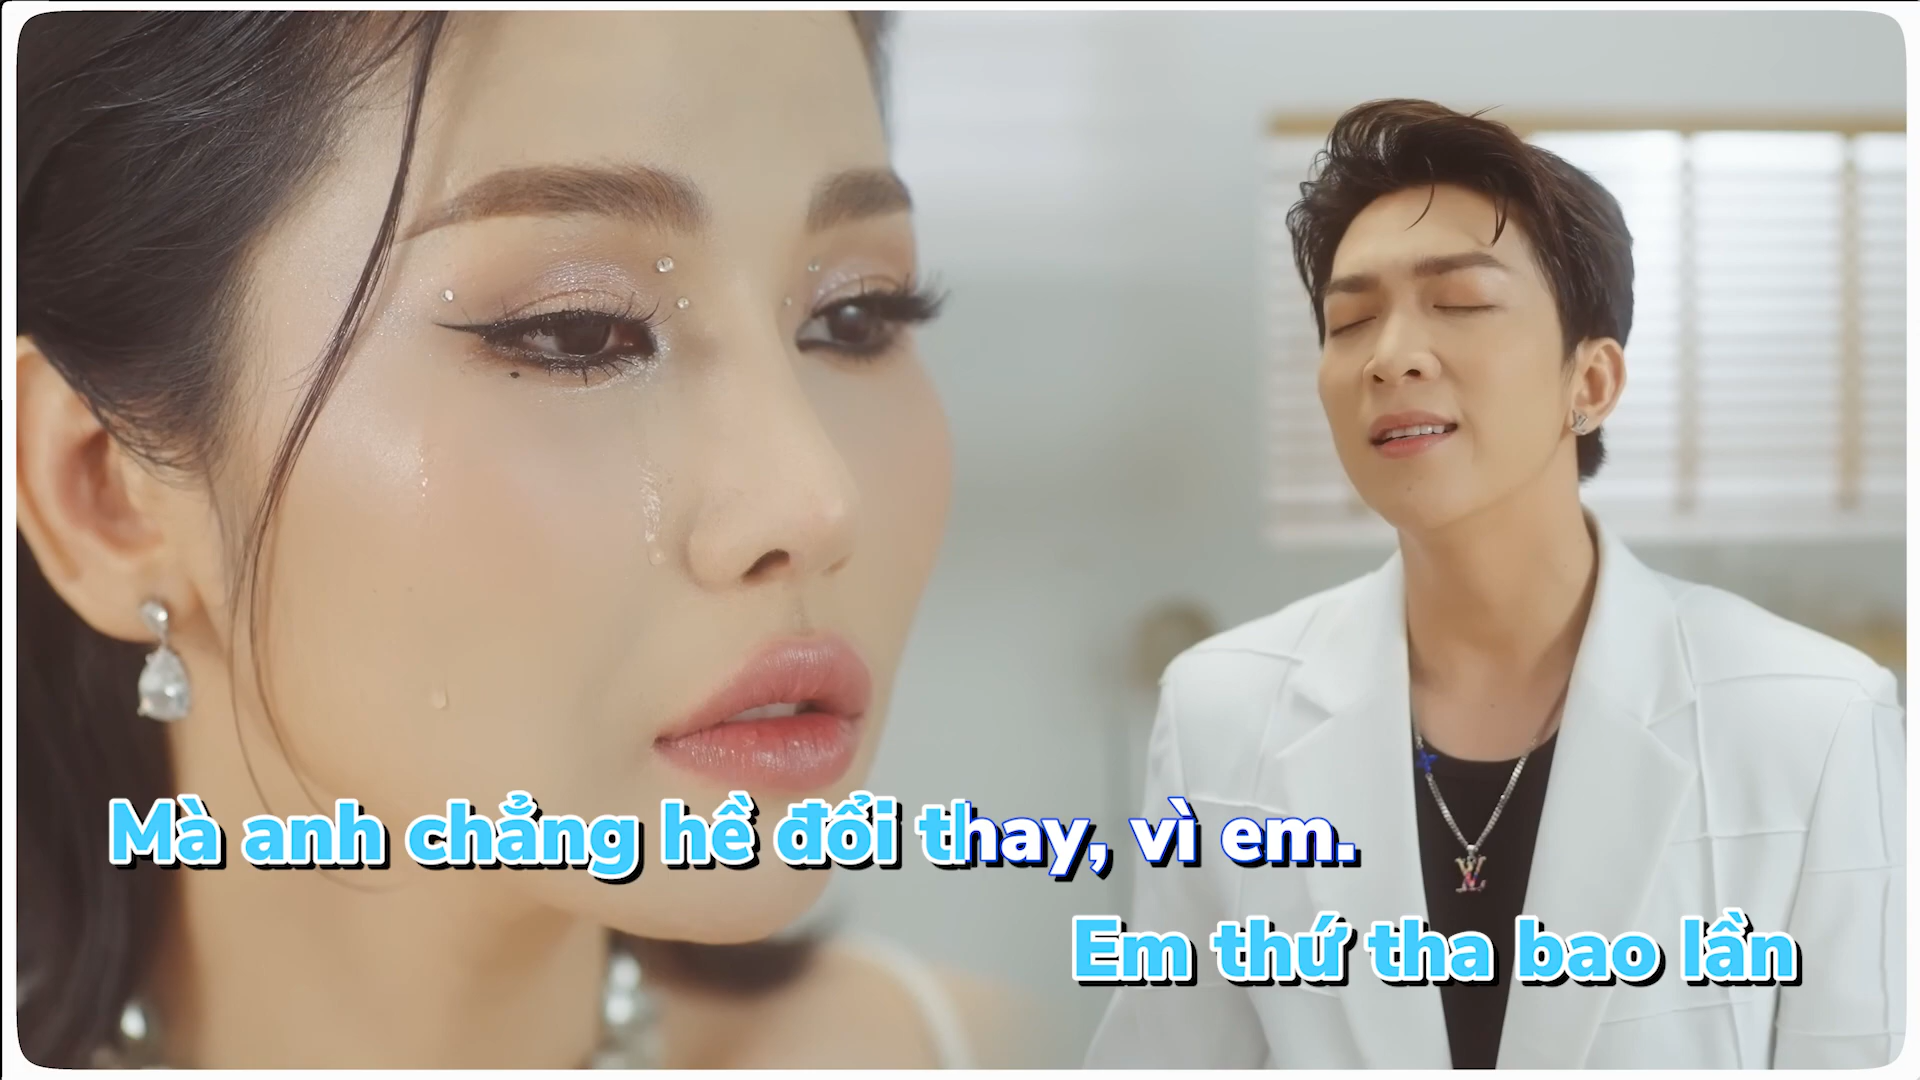 Mà anh chẳng hề đổi thay, vì em.
Em thứ tha bao lần